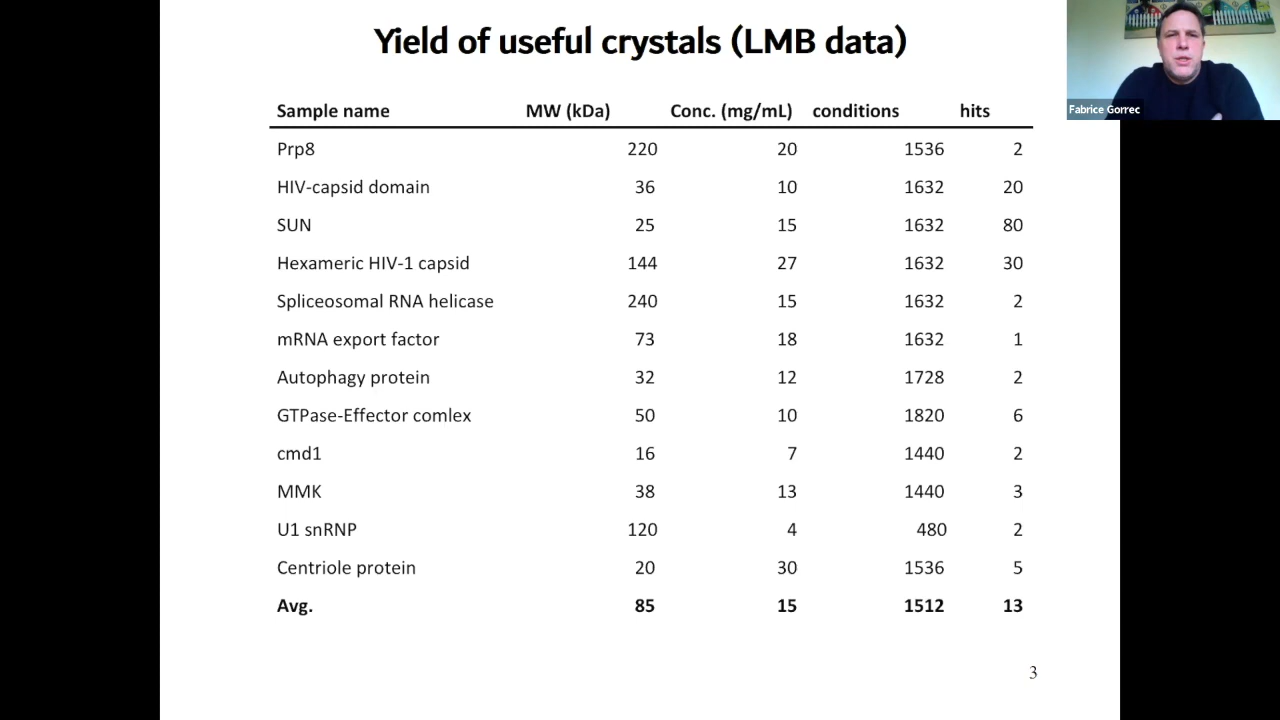 Yield of useful crystals (LMB data)
Fabrice Gorrec
Sample name MW (kDa) Conc. (mg/mL) conditions hits
Prp8 220 20 1536 2
HIV-capsid domain 36 10 1632 20
SUN 25 15 1632 80
Hexameric HIV-1 capsid 144 27 1632 30
Spliceosomal RNA helicase 240 15 1632 2
mRNA export factor 73 18 1632 1
Autophagy protein 32 12 1728 2
GTPase-Effector comlex 50 10 1820 6
cmd1 16 7 1440 2
MMK 38 13 1440 3
U1 snRNP 120 4 480 2
Centriole protein 20 30 1536 5
Avg. 85 15 1512 13
3